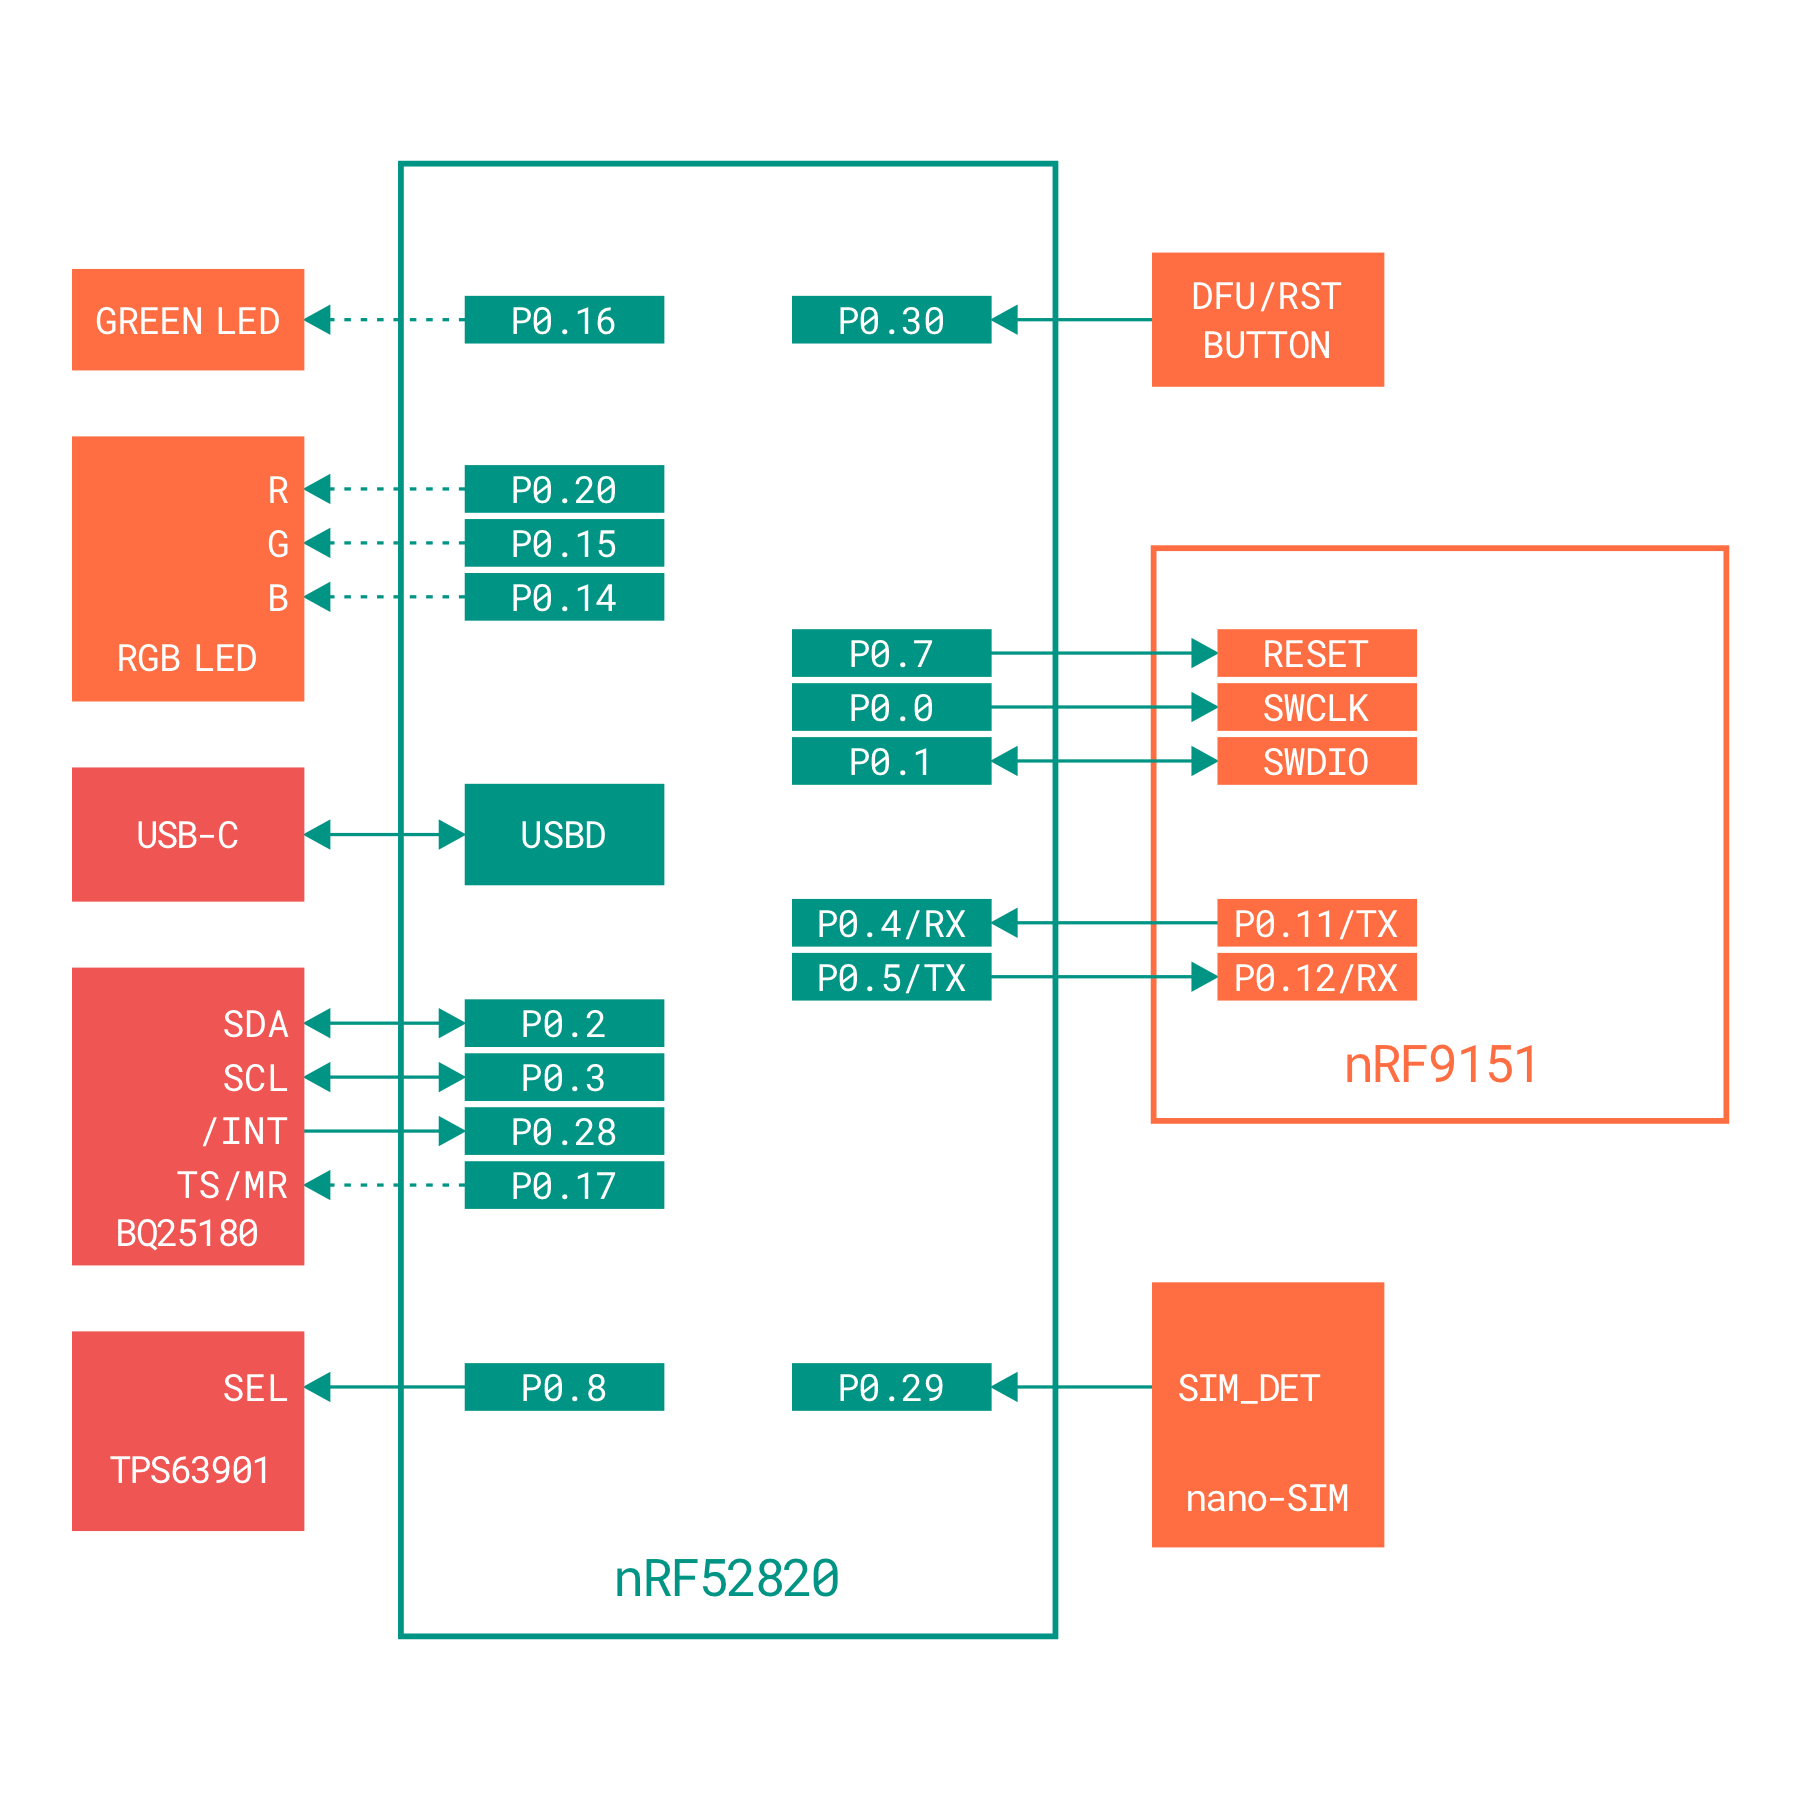 GREEN LED
P0.16
P0.30
DFU/RST
BUTTON
R
P0.20
G
P0.15
B
P0.14
RGB LED
P0.7
RESET
P0.0
SWCLK
P0.1
SWDIO
USB-C
USBD
P0.4/RX
P0.11/TX
P0.5/TX
P0.12/RX
nRF9151
SDA
P0.2
SCL
P0.3
/INT
P0.28
TS/MR
P0.17
BQ25180
SEL
P0.8
P0.29
SIM_DET
TPS63901
nano-SIM
nRF52820